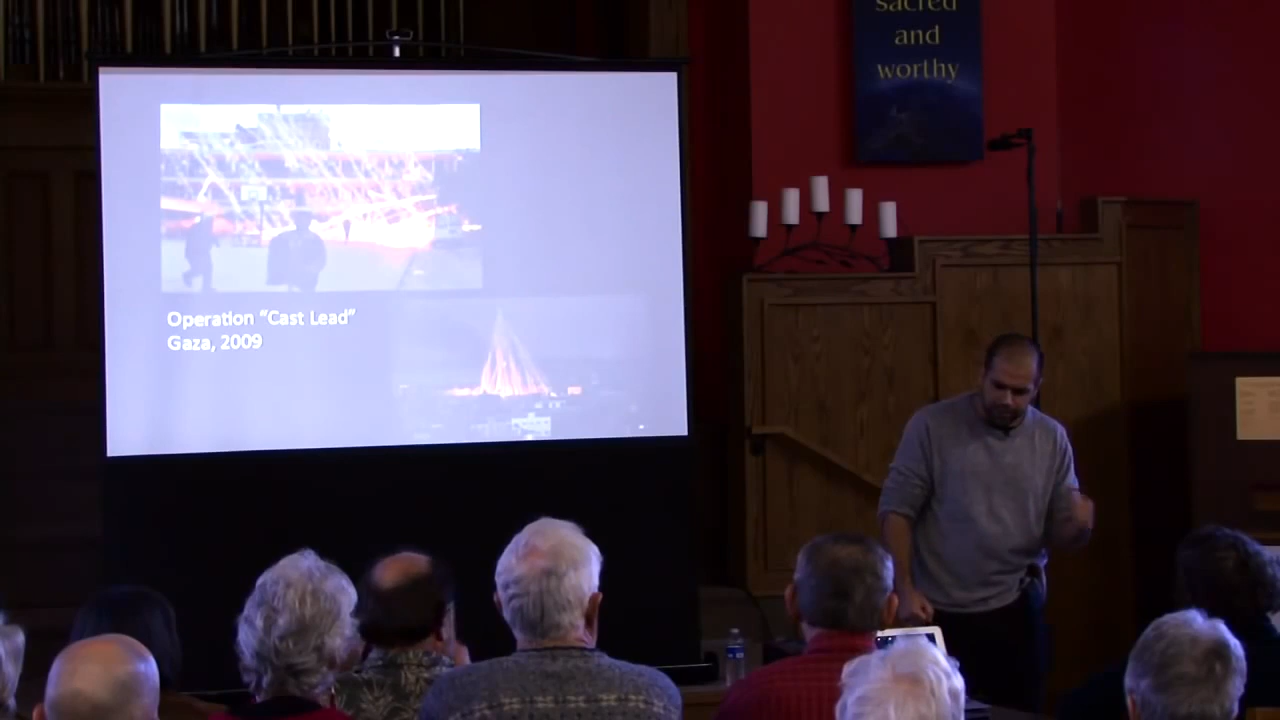 sacred
and
worthy
Operation “Cast Lead”
Gaza, 2009